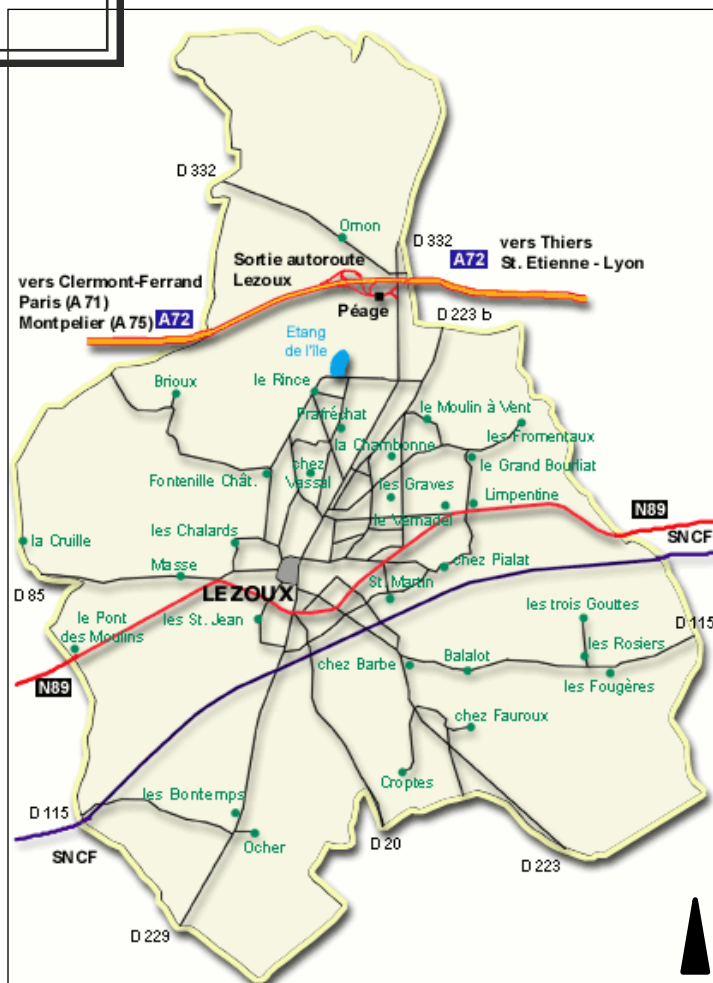 D 332
Ornon
D 332
Sortie autoroute
Lezoux
A72
vers Thiers
St. Etienne - Lyon
vers Clermont-Ferrand
Paris (A 71)
Montpelier (A 75)
A72
Péage
D 223 b
Etang
de l'île
Brioux
le Rince
Prafréchat
le Moulin à Vent
les Fromentaux
la Chambonne
le Grand Bourliat
Fontenille Chât.
chez
Vassal
les Graves
Limpentine
le Vernadel
N89
SNCF
la Cruille
les Chalards
Masse
chez Pialat
D 85
LEZOUX
St. Martin
les trois Gouttes
D 115
le Pont
des Moulins
les St. Jean
chez Barbe
Balalot
les Rosiers
les Fougères
N89
chez Fauroux
Croptes
les Bontemps
D 115
Ocher
SNCF
D 20
D 223
D 229